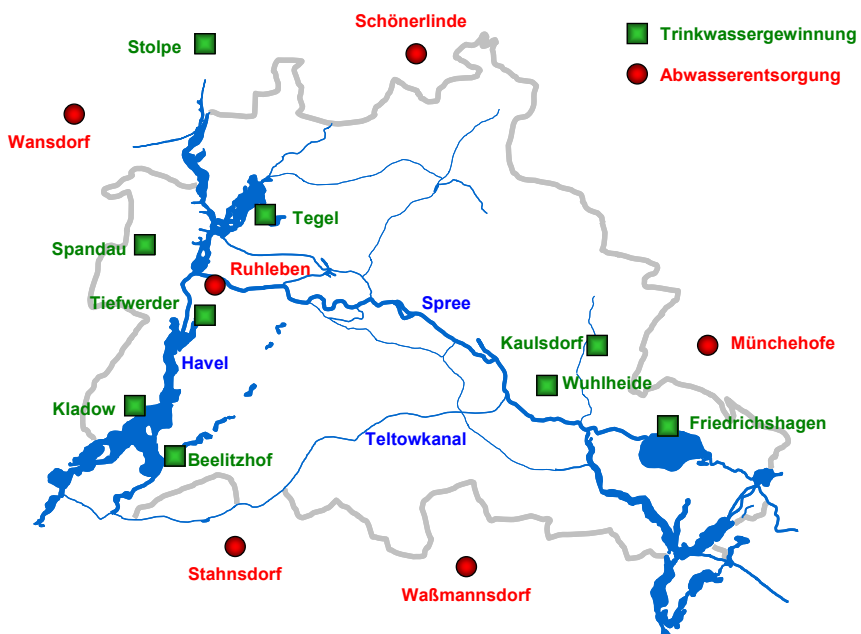 Schönerlinde
Trinkwassergewinnung
Stolpe
Abwasserentsorgung
Wansdorf
Tegel
Spandau
Ruhleben
Tiefwerder
Spree
Kaulsdorf
Münchehofe
Havel
Wuhlheide
Kladow
Friedrichshagen
Teltowkanal
Beelitzhof
Stahnsdorf
Waßmannsdorf